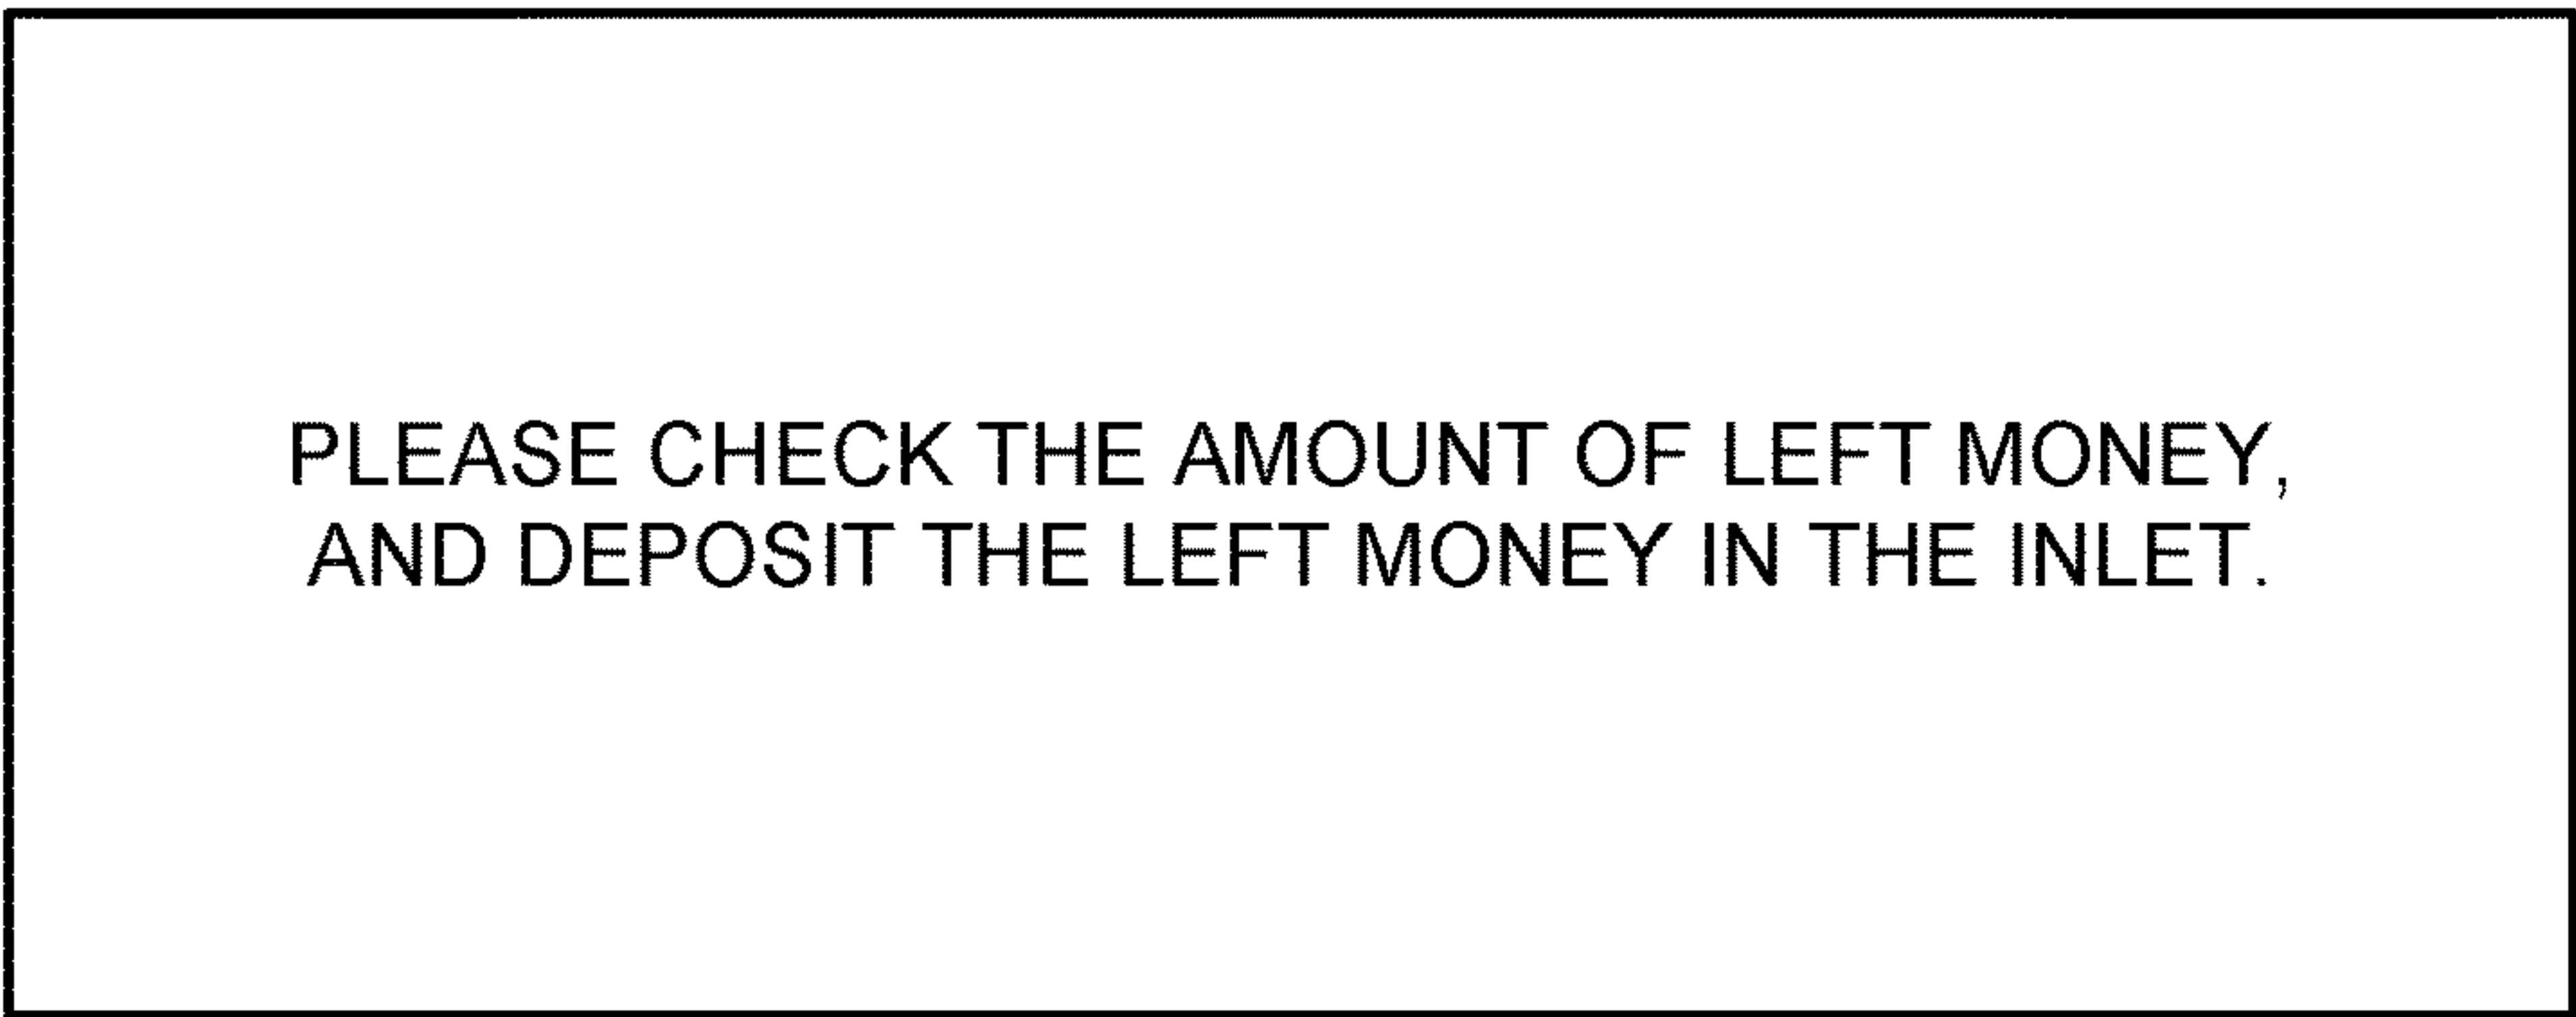 PLEASE CHECK THE AMOUNT OF LEFT MONEY,
AND DEPOSIT THE LEFT MONEY IN THE INLET.